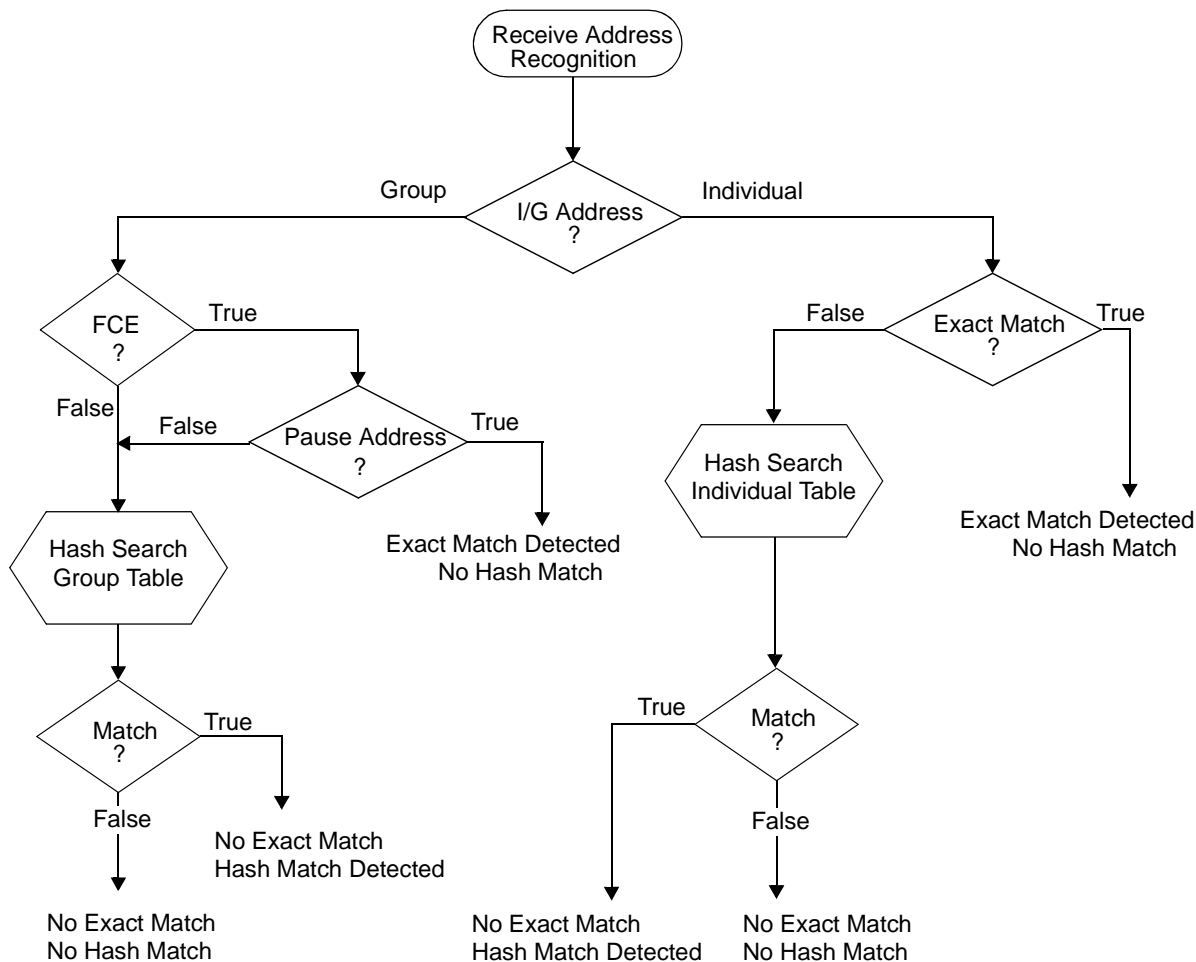 Receive Address
Recognition
Group
Individual
I/G Address
?
FCE
?
True
False
Exact Match
?
True
False
False
Pause Address
?
True
Hash Search
Individual Table
Hash Search
Group Table
Exact Match Detected
No Hash Match
Exact Match Detected
No Hash Match
Match
?
True
True
Match
?
False
No Exact Match
Hash Match Detected
False
No Exact Match
No Hash Match
No Exact Match
Hash Match Detected
No Exact Match
No Hash Match